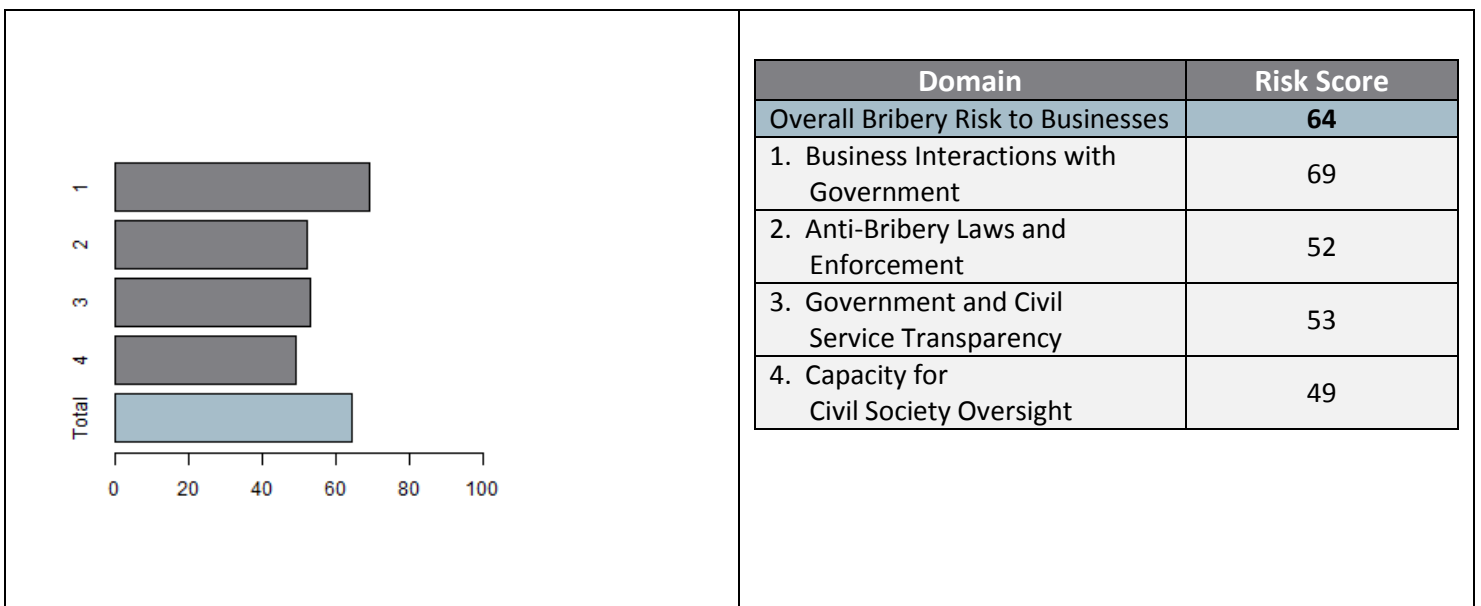 1
2
3
4
Total
0 20 40 60 80 100
Domain Risk Score
Overall Bribery Risk to Businesses 64
1. Business Interactions with
Government
69
2. Anti-Bribery Laws and
Enforcement
52
3. Government and Civil
Service Transparency
53
4. Capacity for
Civil Society Oversight
49